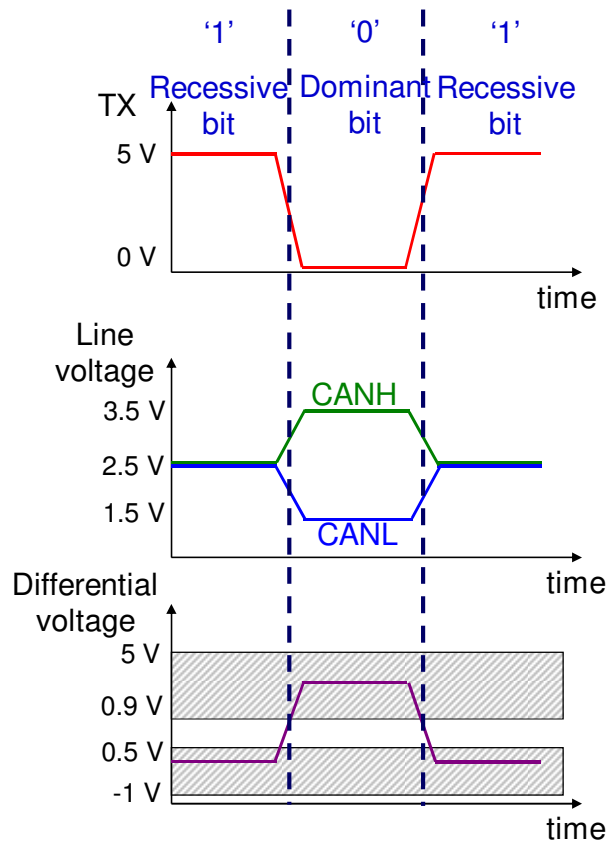 ‘1’ ‘0’ ‘1’
Recessive bit Dominant bit Recessive bit
TX
5 V
0 V
time
Line voltage
CANH
3.5 V
2.5 V
1.5 V
CANL
time
Differential voltage
5 V
0.9 V
0.5 V
-1 V
time